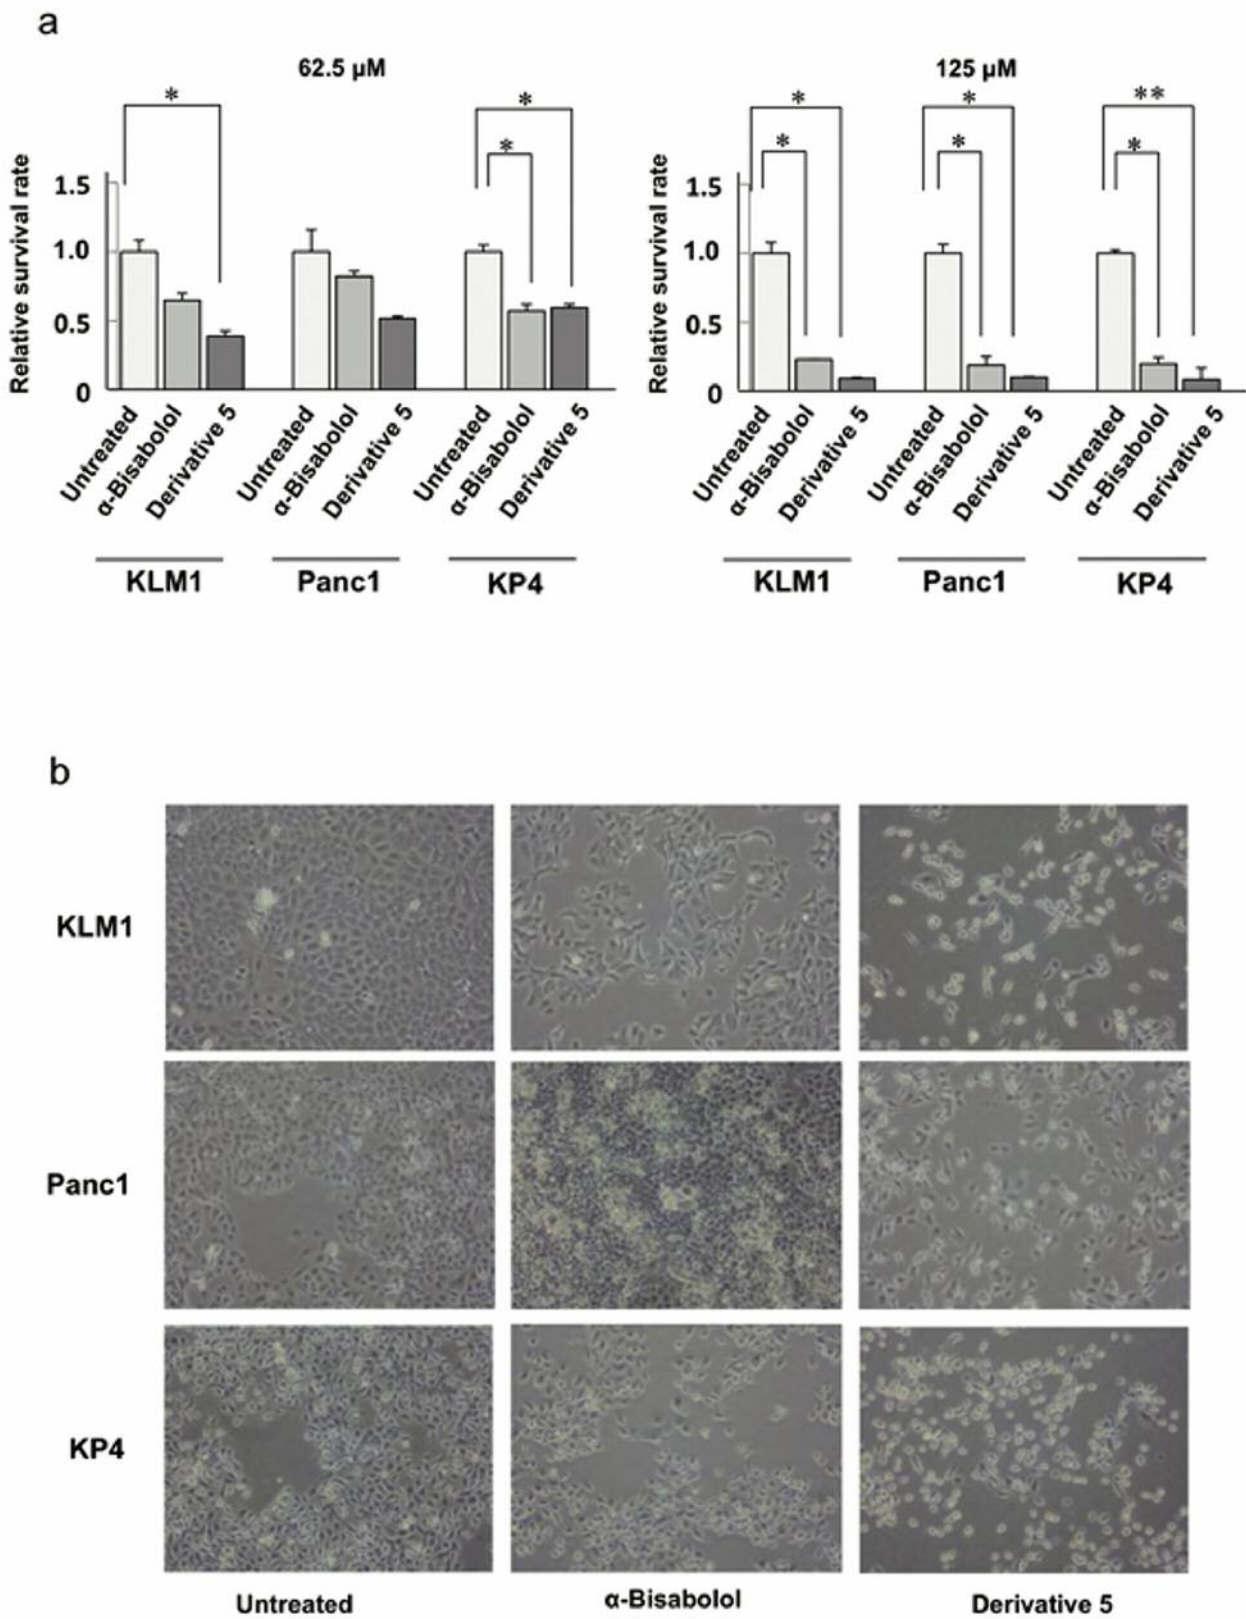 a
62.5 µM
125 µM
*
*
*
*
*
*
*
**
*
Relative survival rate
1.5
1.0
0.5
0
Relative survival rate
1.5
1.0
0.5
0
Untreated
α-Bisabolol
Derivative 5
Untreated
α-Bisabolol
Derivative 5
Untreated
α-Bisabolol
Derivative 5
Untreated
α-Bisabolol
Derivative 5
Untreated
α-Bisabolol
Derivative 5
Untreated
α-Bisabolol
Derivative 5
KLM1
Panc1
KP4
KLM1
Panc1
KP4
b
KLM1
Panc1
KP4
Untreated
α-Bisabolol
Derivative 5